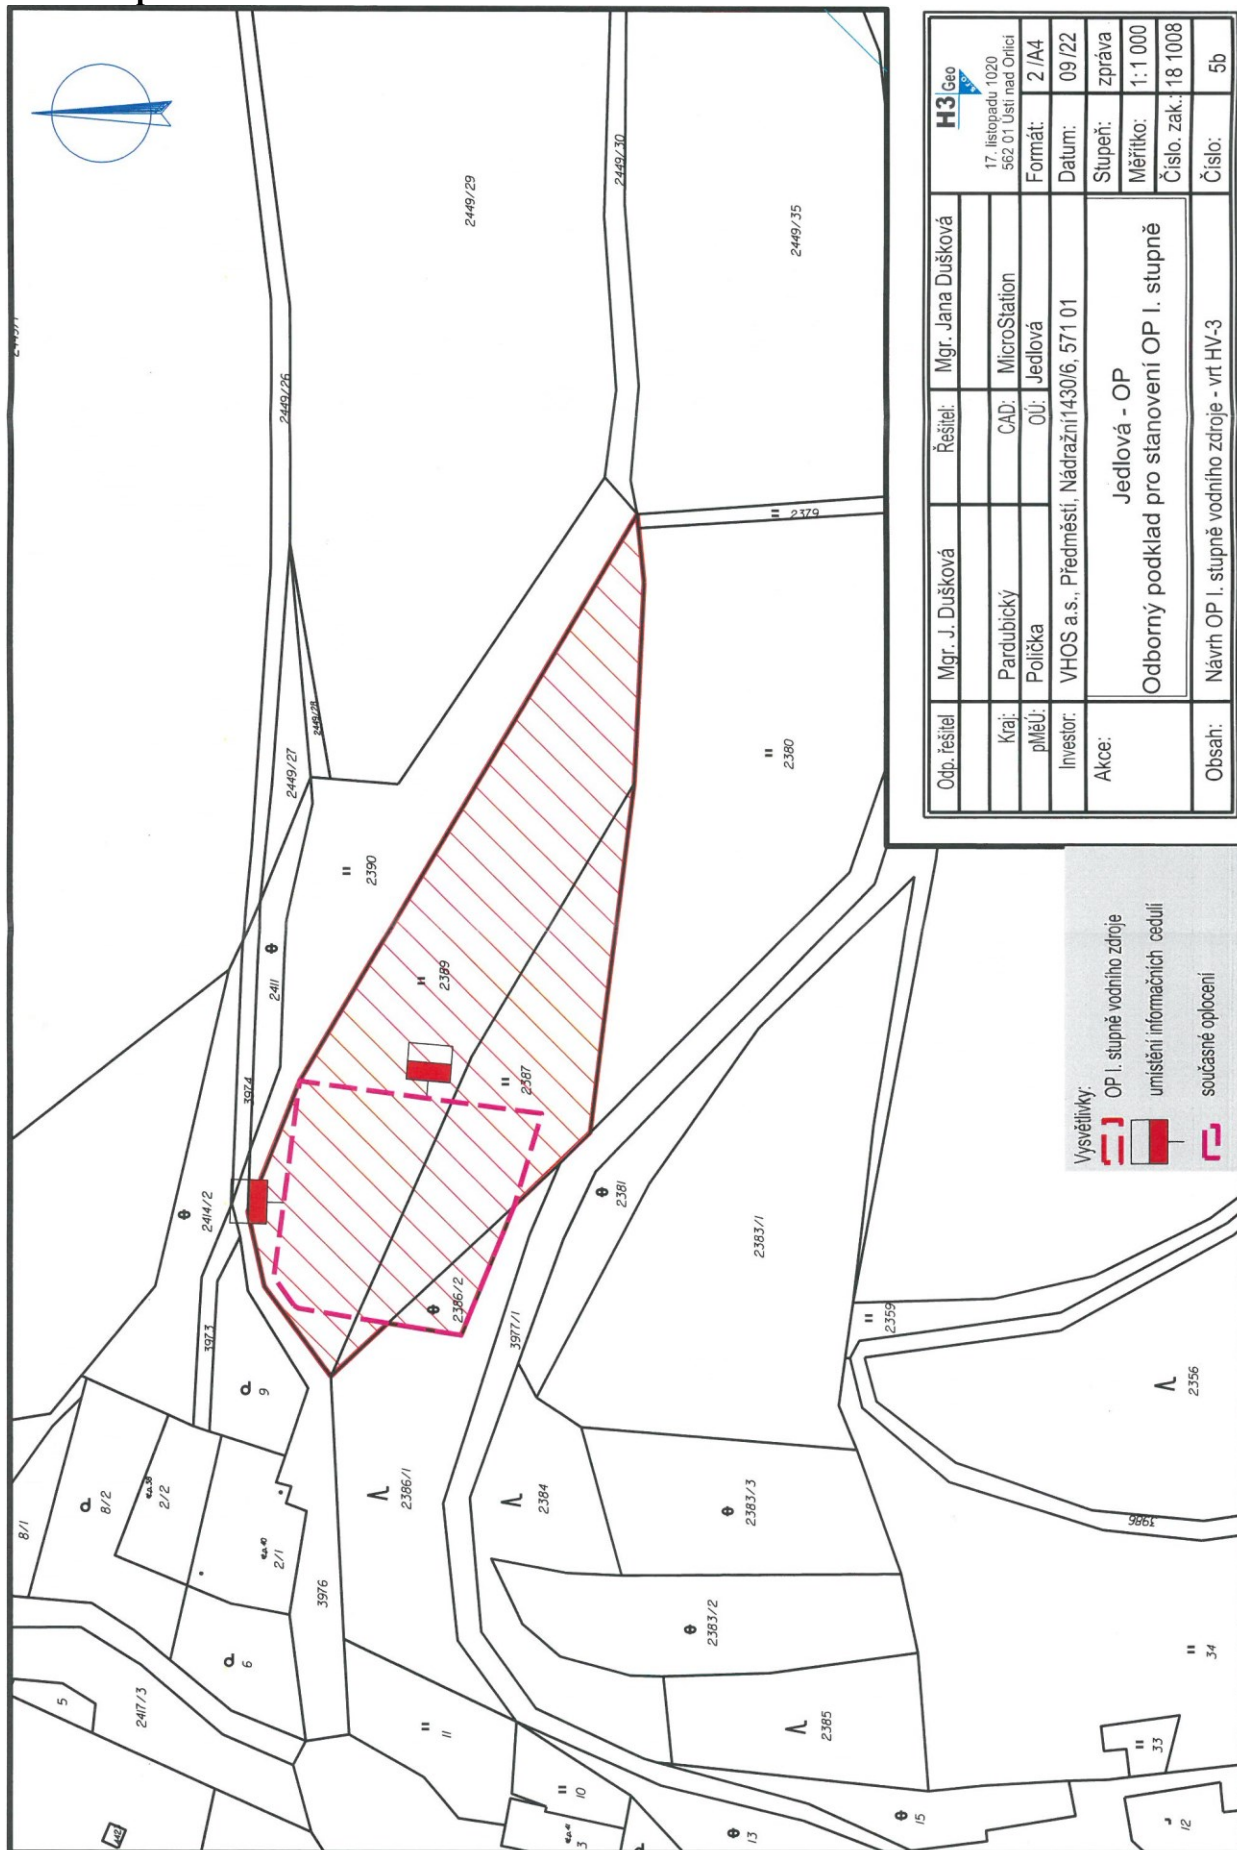 H3 Geo
s.r.o.
17. listopadu 1020
562 01 Ústí nad Orlicí
Odp. řešitel Mgr. J. Dušková Řešitel: Mgr. Jana Dušková
Kraj: Pardubický CAD: MicroStation
pMěÚ: Polička OÚ: Jedlová
Formát: 2 /A4
Investor: VHOS a.s., Předměstí, Nádražní1430/6, 571 01
Datum: 09 /22
Akce:
Jedlová - OP
Odborný podklad pro stanovení OP I. stupně
Stupeň: zpráva
Měřítko: 1:1 000
Číslo. zak.: 18 1008
Obsah: Návrh OP I. stupně vodního zdroje - vrt HV-3
Číslo: 5b
Vysvětlivky:
OP I. stupně vodního zdroje
umístění informačních cedulí
současné oplocení
2449/26
2449/29
2449/30
2449/35
2449/27
2449/28
2379
2380
2390
2389
2387
2411
3974
2414/2
3973
9
2386/2
3977/1
2381
2383/1
2359
2356
3986
8/1
8/2
2/2
2/1
3976
2386/1
2384
2383/3
2383/2
2385
34
33
5
2417/3
6
11
10
3
13
15
12